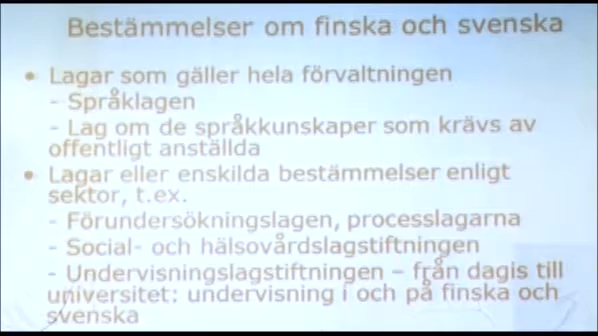 Bestämmelser om finska och svenska
• Lagar som gäller hela förvaltningen
- Språklagen
- Lag om de språkkunskaper som krävs av
offentligt anställda
• Lagar eller enskilda bestämmelser enligt
sektor, t.ex.
- Förundersökningslagen, processlagarna
- Social- och hälsovårdslagstiftningen
- Undervisningslagstiftningen – från dagis till
universitet: undervisning i och på finska och
svenska